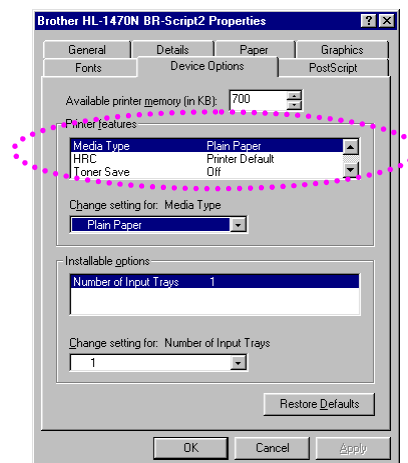 Brother HL-1470N BR-Script2 Properties
General Details Paper Graphics
Fonts Device Options PostScript
Available printer memory (in KB): 700
Printer features
Media Type Plain Paper
HRC Printer Default
Toner Save Off
Change setting for: Media Type
Plain Paper
Installable options
Number of Input Trays 1
Change setting for: Number of Input Trays
1
Restore Defaults
OK Cancel Apply